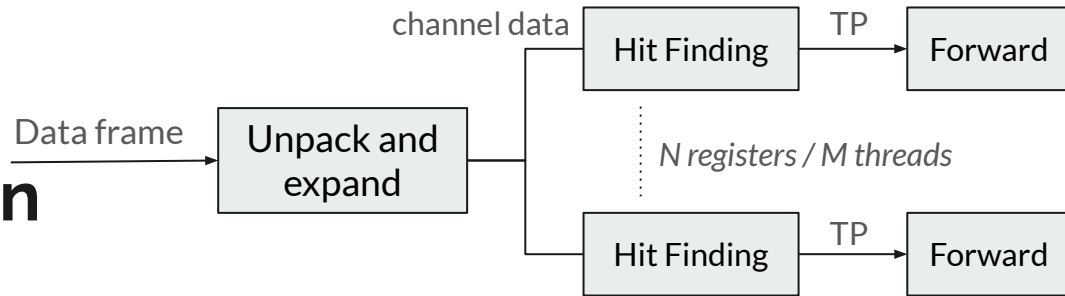 channel data
Hit Finding
TP
Forward
Data frame
Unpack and
expand
N registers / M threads
n
Hit Finding
TP
Forward